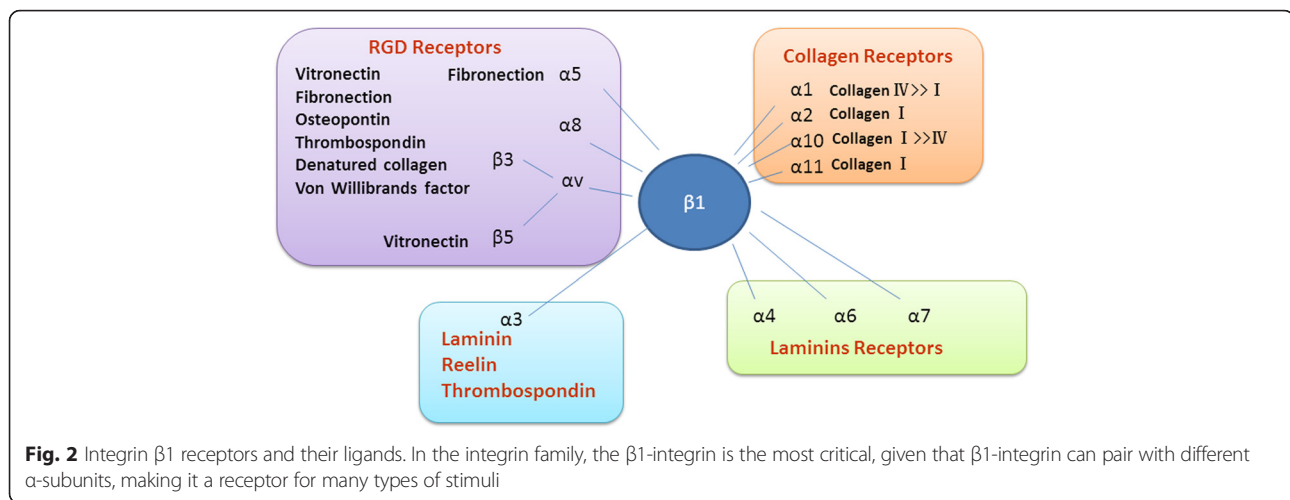 RGD Receptors
Vitronectin
Fibronection
Osteopontin
Thrombospondin
Denatured collagen
Von Willibrands factor
Fibronection α5
α8
β3
αv
Vitronectin β5
β1
Collagen Receptors
α1 Collagen Ⅳ>> Ⅰ
α2 Collagen Ⅰ
α10 Collagen Ⅰ >>Ⅳ
α11 Collagen Ⅰ
α3
Laminin
Reelin
Thrombospondin
α4 α6 α7
Laminins Receptors
Fig. 2 Integrin β1 receptors and their ligands. In the integrin family, the β1-integrin is the most critical, given that β1-integrin can pair with different
α-subunits, making it a receptor for many types of stimuli